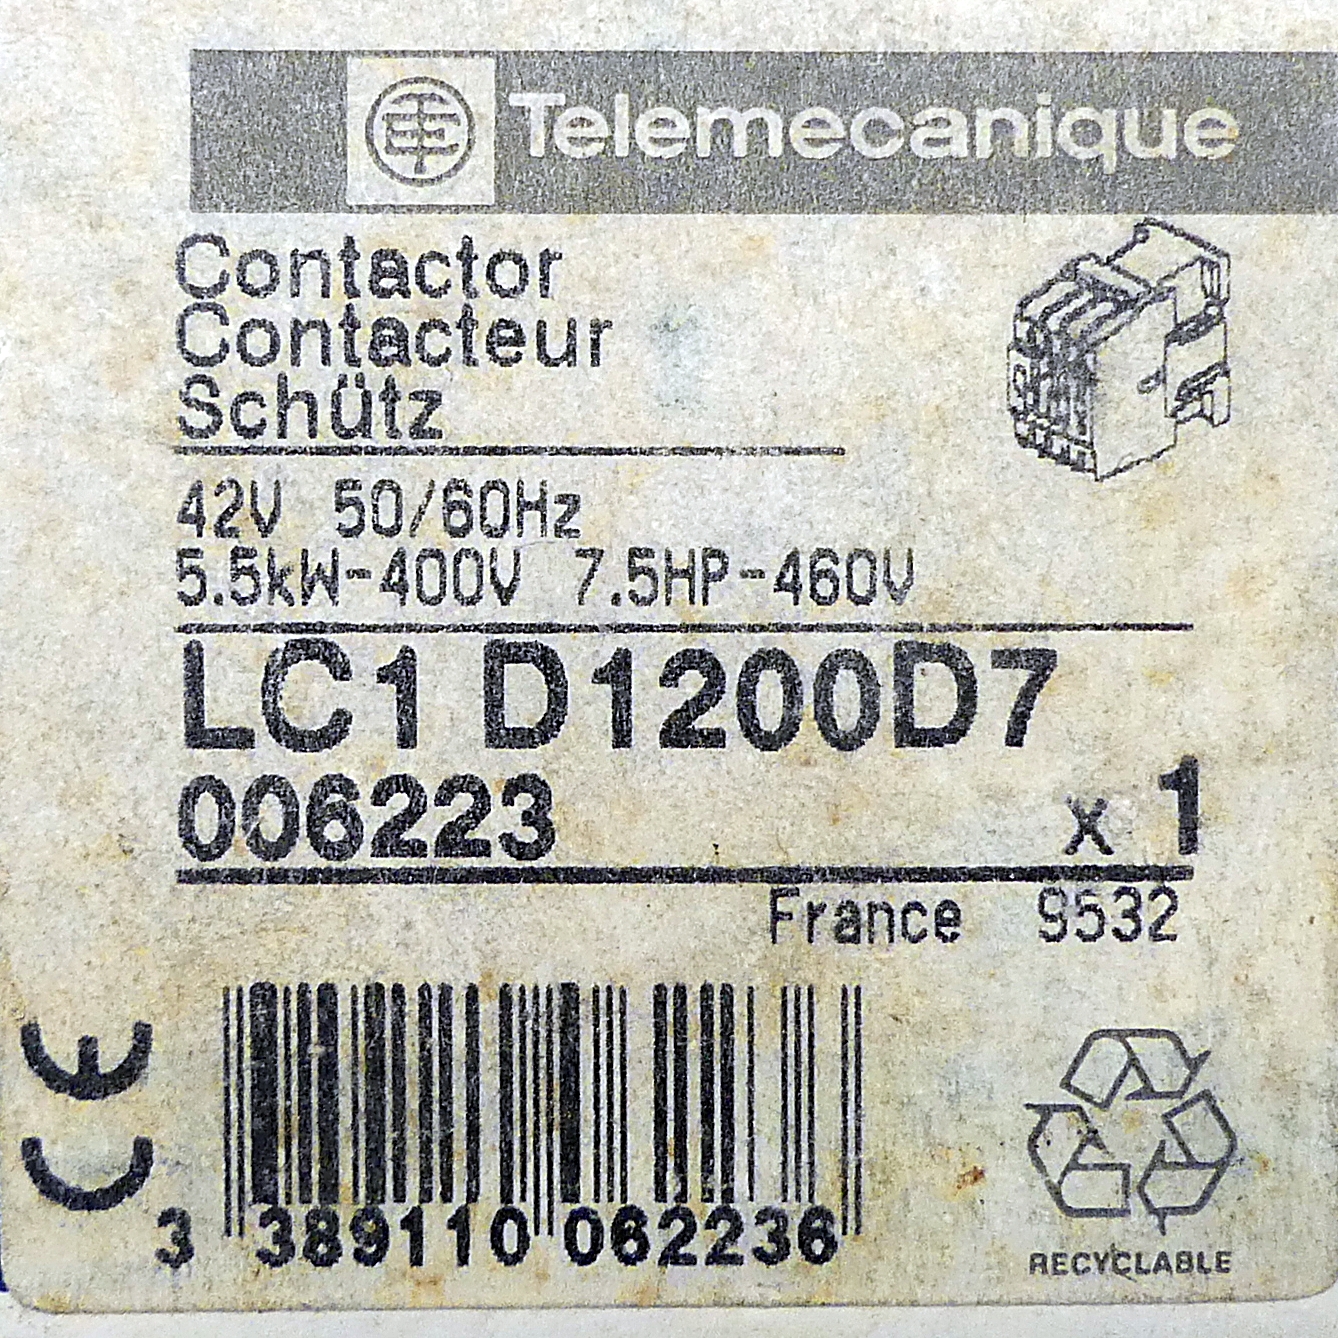 Telemecanique
Contactor
Contacteur
Schütz
42V 50/60Hz
5.5kW-400V 7.5HP-460V
LC1 D1200D7
006223 x 1
France 9532
CE
3 389110 062236
RECYCLABLE